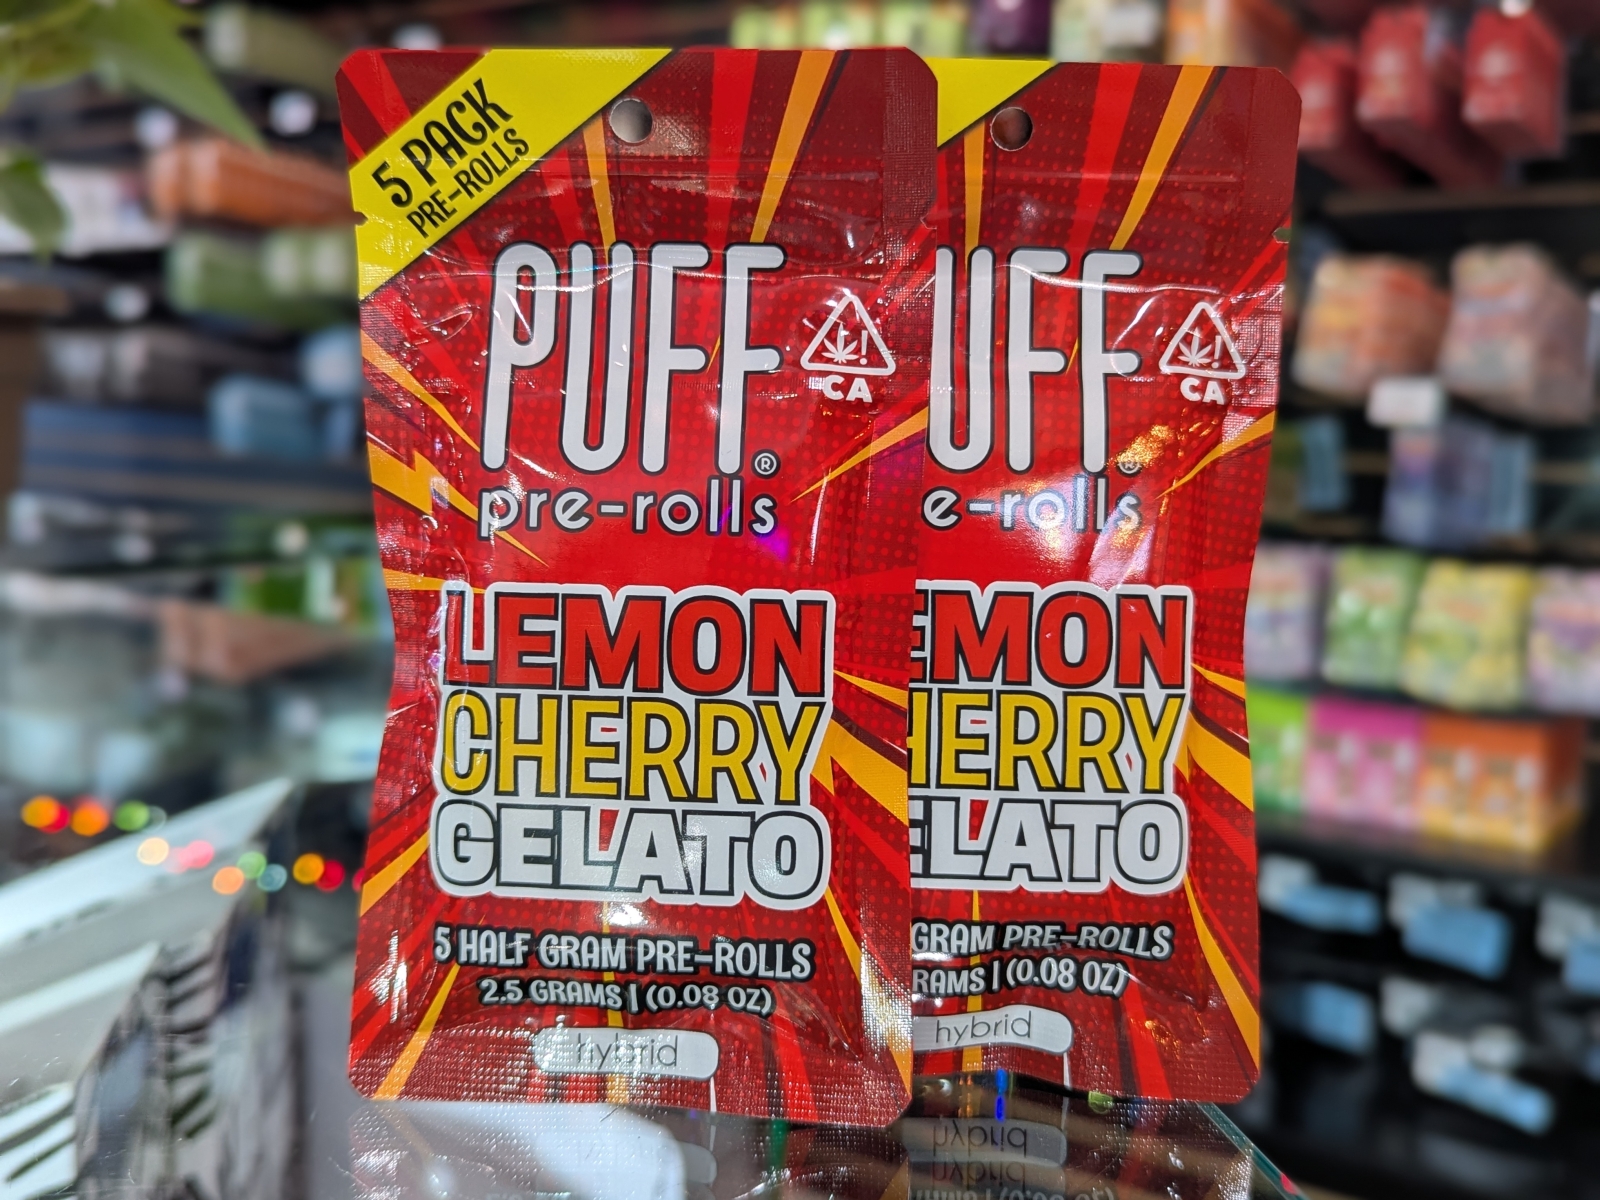 5 PACK
PRE-ROLLS
PUFF®
pre-rolls
CA
LEMON
CHERRY
GELATO
5 HALF GRAM PRE-ROLLS
2.5 GRAMS | (0.08 OZ)
hybrid
UFF®
e-rolls
CA
EMON
HERRY
ELATO
GRAM PRE-ROLLS
RAMS | (0.08 OZ)
hybrid